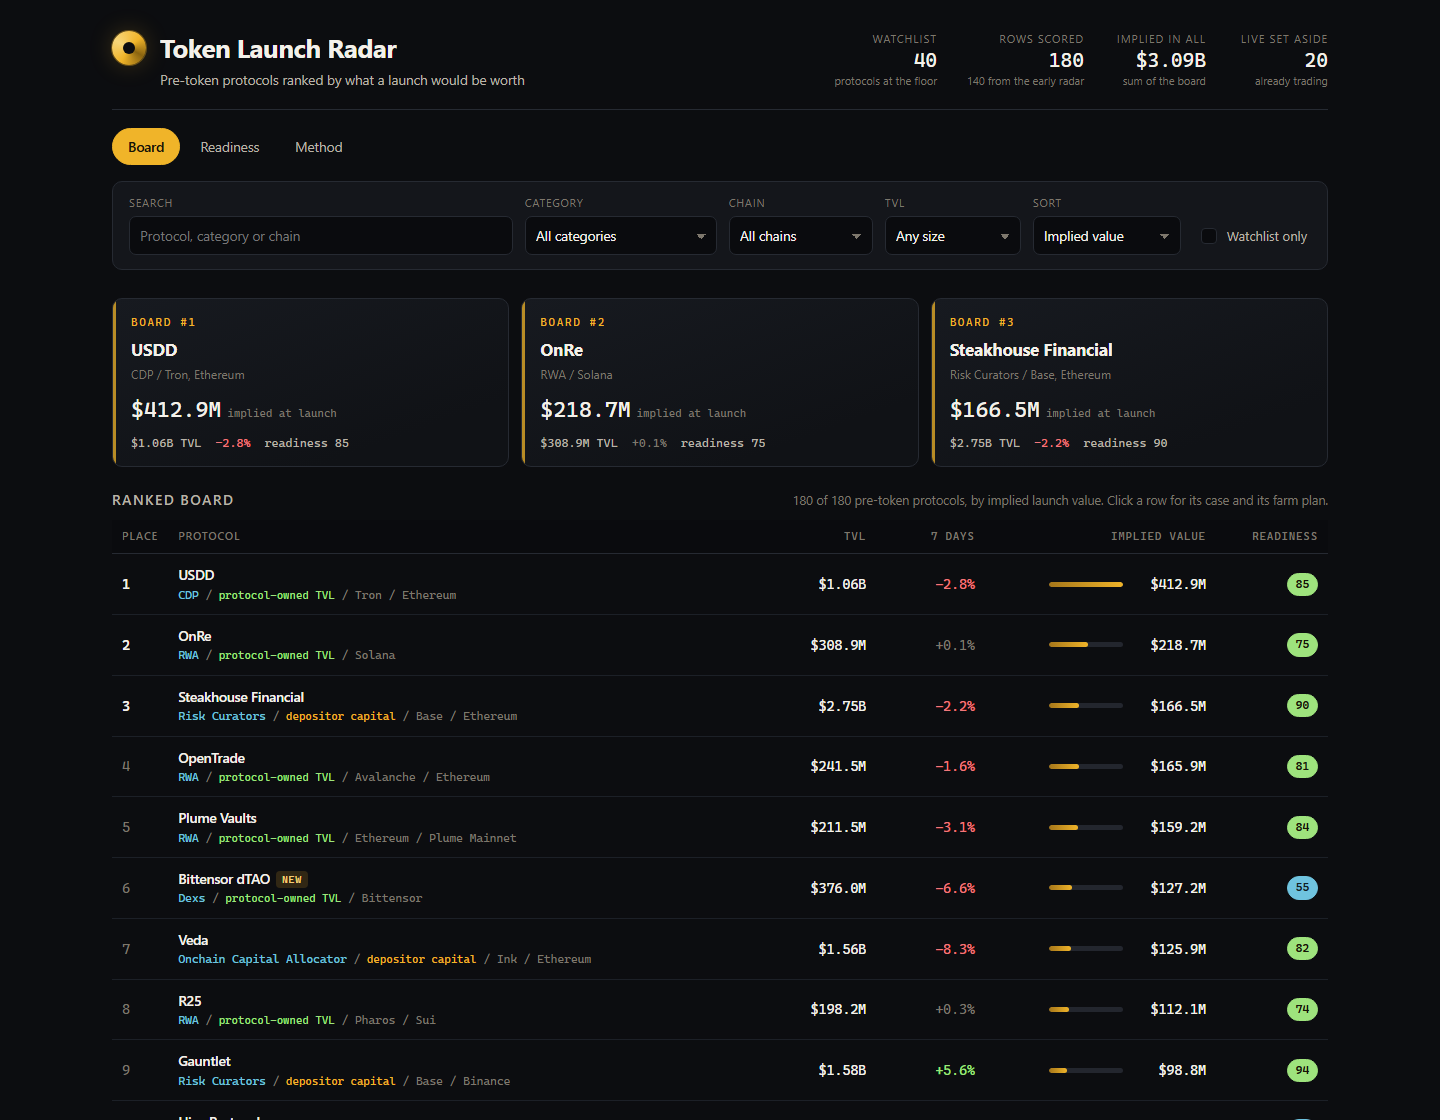 Token Launch Radar
Pre-token protocols ranked by what a launch would be worth
WATCHLIST
40
protocols at the floor
ROWS SCORED
180
140 from the early radar
IMPLIED IN ALL
$3.09B
sum of the board
LIVE SET ASIDE
20
already trading
Board
Readiness
Method
SEARCH
Protocol, category or chain
CATEGORY
All categories
CHAIN
All chains
TVL
Any size
SORT
Implied value
Watchlist only
BOARD #1
USDD
CDP / Tron, Ethereum
$412.9M implied at launch
$1.06B TVL −2.8% readiness 85
BOARD #2
OnRe
RWA / Solana
$218.7M implied at launch
$308.9M TVL +0.1% readiness 75
BOARD #3
Steakhouse Financial
Risk Curators / Base, Ethereum
$166.5M implied at launch
$2.75B TVL −2.2% readiness 90
RANKED BOARD
180 of 180 pre-token protocols, by implied launch value. Click a row for its case and its farm plan.
PLACE PROTOCOL TVL 7 DAYS IMPLIED VALUE READINESS
1 USDD $1.06B −2.8% $412.9M 85
CDP / protocol-owned TVL / Tron / Ethereum
2 OnRe $308.9M +0.1% $218.7M 75
RWA / protocol-owned TVL / Solana
3 Steakhouse Financial $2.75B −2.2% $166.5M 90
Risk Curators / depositor capital / Base / Ethereum
4 OpenTrade $241.5M −1.6% $165.9M 81
RWA / protocol-owned TVL / Avalanche / Ethereum
5 Plume Vaults $211.5M −3.1% $159.2M 84
RWA / protocol-owned TVL / Ethereum / Plume Mainnet
6 Bittensor dTAO NEW $376.0M −6.6% $127.2M 55
Dexs / protocol-owned TVL / Bittensor
7 Veda $1.56B −8.3% $125.9M 82
Onchain Capital Allocator / depositor capital / Ink / Ethereum
8 R25 $198.2M +0.3% $112.1M 74
RWA / protocol-owned TVL / Pharos / Sui
9 Gauntlet $1.58B +5.6% $98.8M 94
Risk Curators / depositor capital / Base / Binance